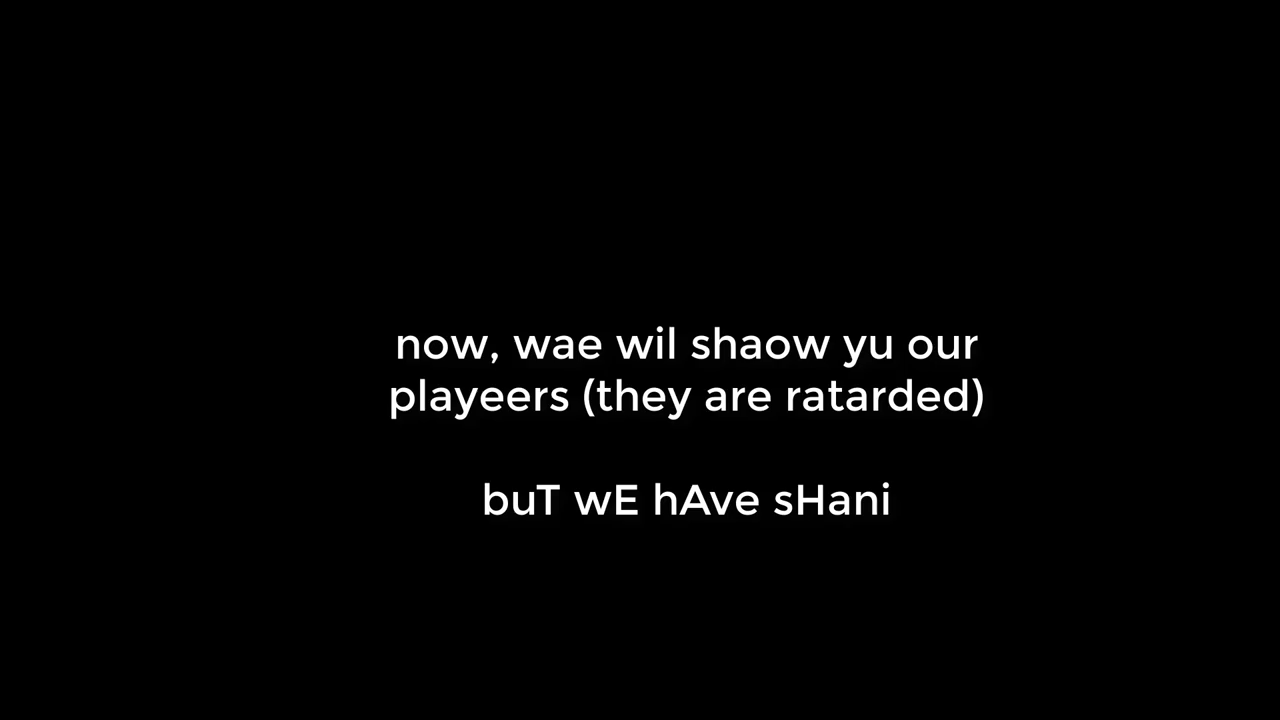 now, wae wil shaow yu our
playeers (they are ratarded)
buT wE hAve sHani